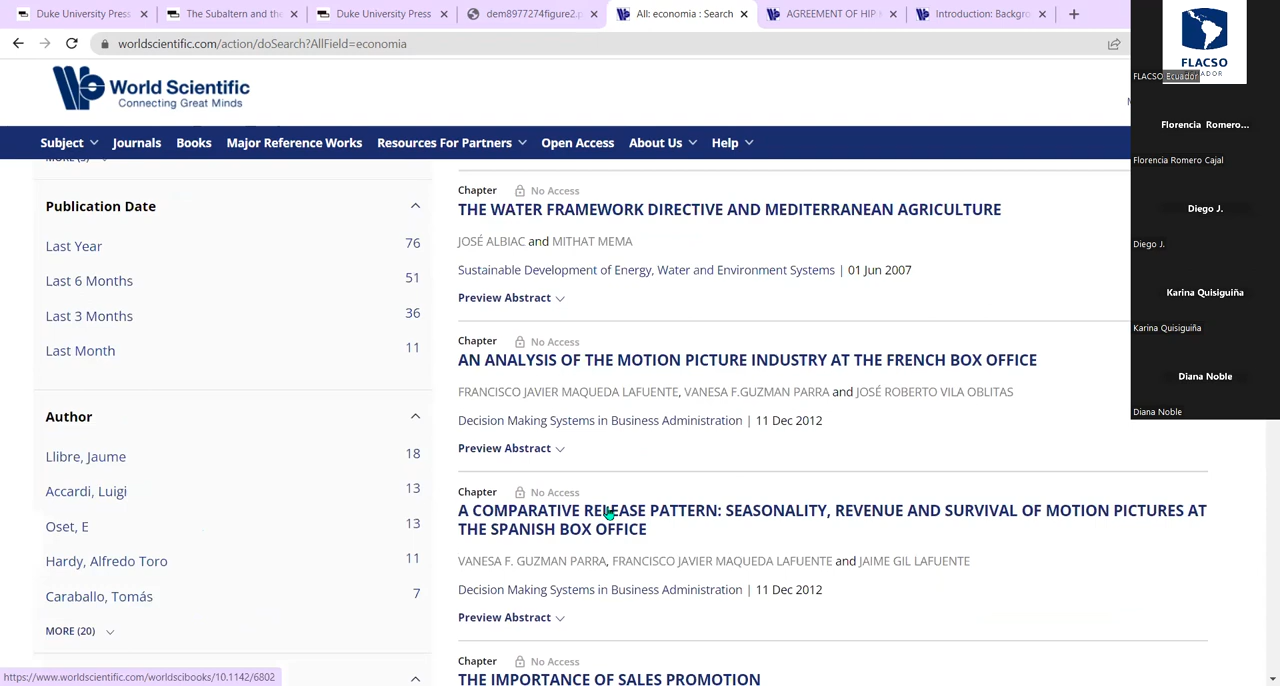 Duke University Press
The Subaltern and the
Duke University Press
dem8977274figure2.p
All: economia : Search
AGREEMENT OF HIP
Introduction: Backgro
worldscientific.com/action/doSearch?AllField=economia
World Scientific
Connecting Great Minds
Subject
Journals
Books
Major Reference Works
Resources For Partners
Open Access
About Us
Help
Publication Date
Last Year 76
Last 6 Months 51
Last 3 Months 36
Last Month 11
Author
Llibre, Jaume 18
Accardi, Luigi 13
Oset, E 13
Hardy, Alfredo Toro 11
Caraballo, Tomás 7
MORE (20)
Chapter No Access
THE WATER FRAMEWORK DIRECTIVE AND MEDITERRANEAN AGRICULTURE
JOSÉ ALBIAC and MITHAT MEMA
Sustainable Development of Energy, Water and Environment Systems | 01 Jun 2007
Preview Abstract
Chapter No Access
AN ANALYSIS OF THE MOTION PICTURE INDUSTRY AT THE FRENCH BOX OFFICE
FRANCISCO JAVIER MAQUEDA LAFUENTE, VANESA F.GUZMAN PARRA and JOSÉ ROBERTO VILA OBLITAS
Decision Making Systems in Business Administration | 11 Dec 2012
Preview Abstract
Chapter No Access
A COMPARATIVE RELEASE PATTERN: SEASONALITY, REVENUE AND SURVIVAL OF MOTION PICTURES AT
THE SPANISH BOX OFFICE
VANESA F. GUZMAN PARRA, FRANCISCO JAVIER MAQUEDA LAFUENTE and JAIME GIL LAFUENTE
Decision Making Systems in Business Administration | 11 Dec 2012
Preview Abstract
Chapter No Access
THE IMPORTANCE OF SALES PROMOTION
https://www.worldscientific.com/worldscibooks/10.1142/6802
FLACSO
ADOR
FLACSO Ecuador
Florencia Romero...
Florencia Romero Cajal
Diego J.
Diego J.
Karina Quisiguiña
Karina Quisiguiña
Diana Noble
Diana Noble